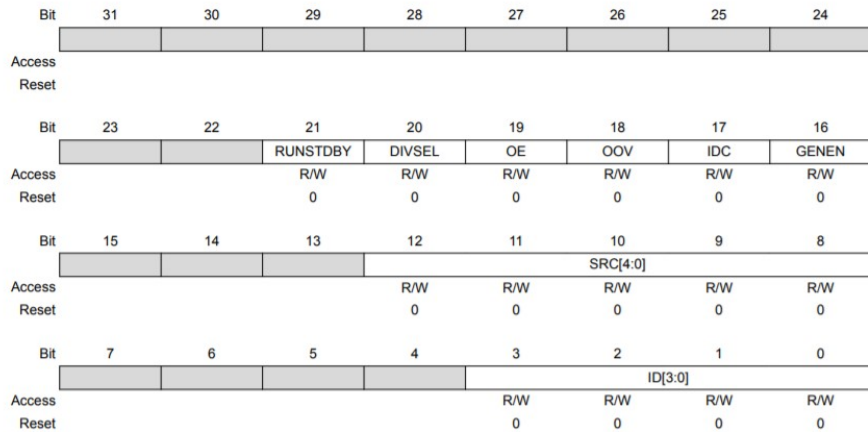 Bit 31 30 29 28 27 26 25 24
Access
Reset
Bit 23 22 21 20 19 18 17 16
RUNSTDBY DIVSEL OE OOV IDC GENEN
Access R/W R/W R/W R/W R/W R/W
Reset 0 0 0 0 0 0
Bit 15 14 13 12 11 10 9 8
SRC[4:0]
Access R/W R/W R/W R/W R/W
Reset 0 0 0 0 0
Bit 7 6 5 4 3 2 1 0
ID[3:0]
Access R/W R/W R/W R/W
Reset 0 0 0 0